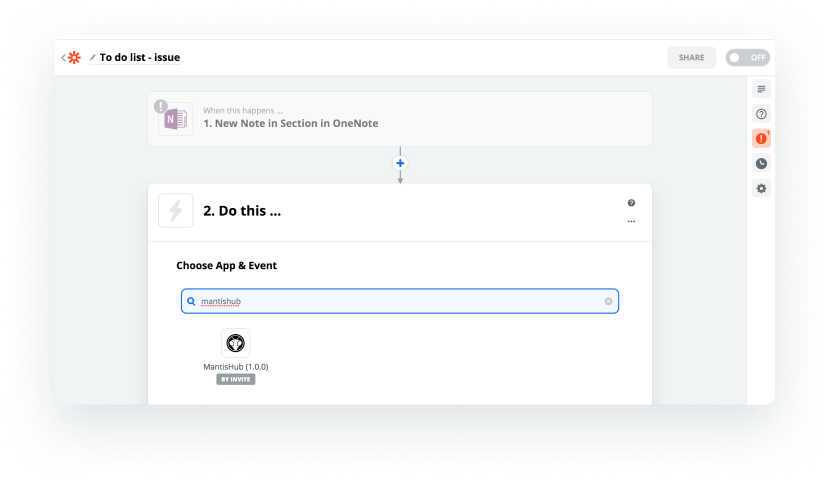 To do list - issue
SHARE
OFF
When this happens ...
1. New Note in Section in OneNote
N
1
2. Do this ...
Choose App & Event
mantishub
MantisHub (1.0.0)
BY INVITE